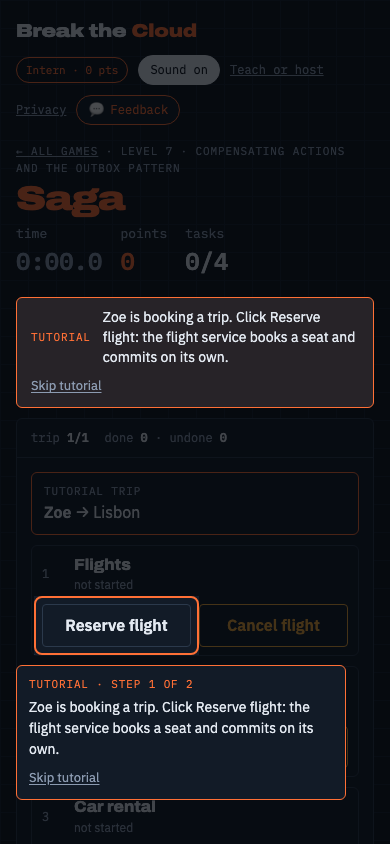 Break the Cloud
Intern · 0 pts
Sound on
Teach or host
Privacy
💬 Feedback
← ALL GAMES · LEVEL 7 · COMPENSATING ACTIONS
AND THE OUTBOX PATTERN
Saga
time points tasks
0:00.0 0 0/4
TUTORIAL
Zoe is booking a trip. Click Reserve
flight: the flight service books a seat and
commits on its own.
Skip tutorial
trip 1/1 done 0 · undone 0
TUTORIAL TRIP
Zoe → Lisbon
1 Flights
not started
Reserve flight
Cancel flight
TUTORIAL · STEP 1 OF 2
Zoe is booking a trip. Click Reserve flight: the
flight service books a seat and commits on its
own.
Skip tutorial
3 Car rental
not started